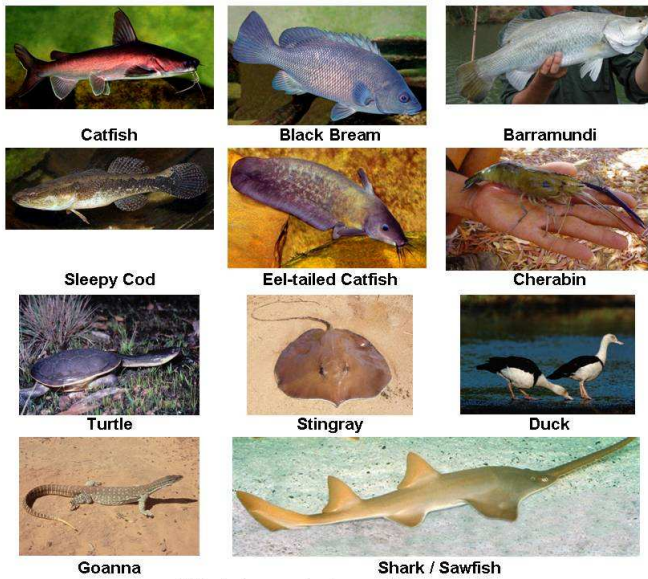 Catfish
Black Bream
Barramundi
Sleepy Cod
Eel-tailed Catfish
Cherabin
Turtle
Stingray
Duck
Goanna
Shark / Sawfish